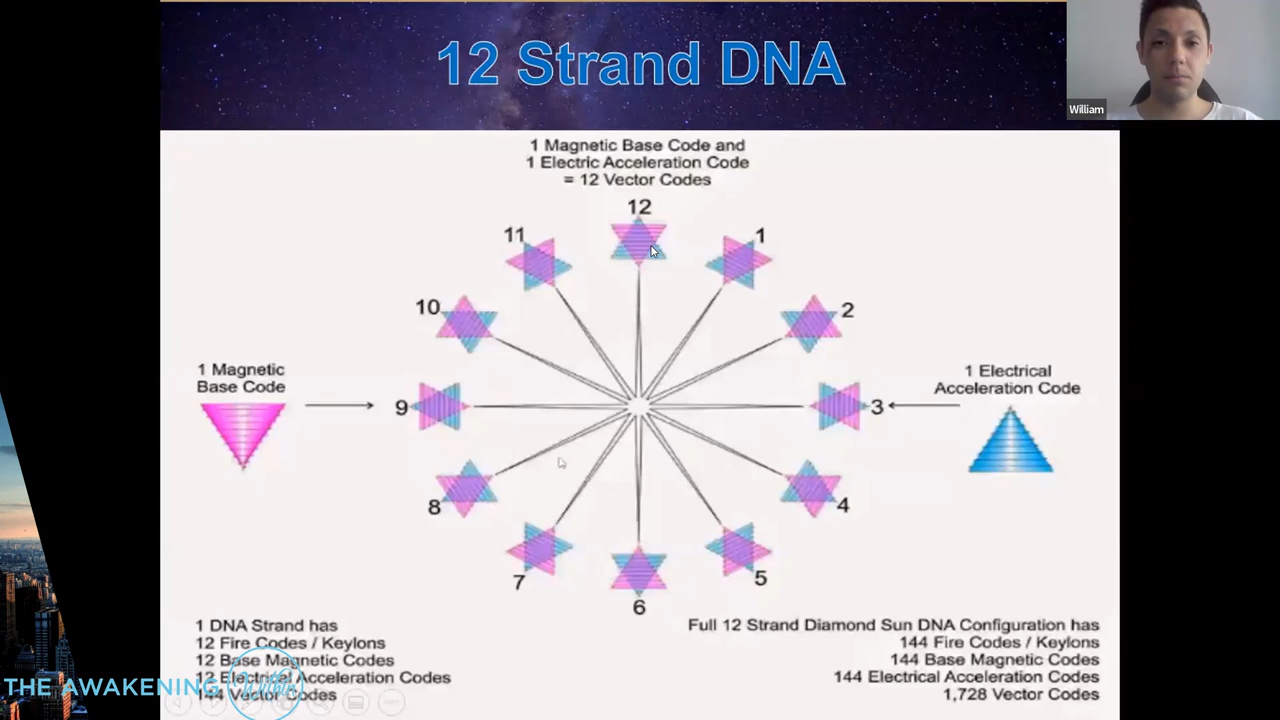 12 Strand DNA
William
1 Magnetic Base Code and
1 Electric Acceleration Code
= 12 Vector Codes
12
11
1
10
2
1 Magnetic
Base Code
1 Electrical
Acceleration Code
9
3
8
4
7
5
6
1 DNA Strand has
12 Fire Codes / Keylons
12 Base Magnetic Codes
12 Electrical Acceleration Codes
144 Vector Codes
Full 12 Strand Diamond Sun DNA Configuration has
144 Fire Codes / Keylons
144 Base Magnetic Codes
144 Electrical Acceleration Codes
1,728 Vector Codes
THE AWAKENING Within